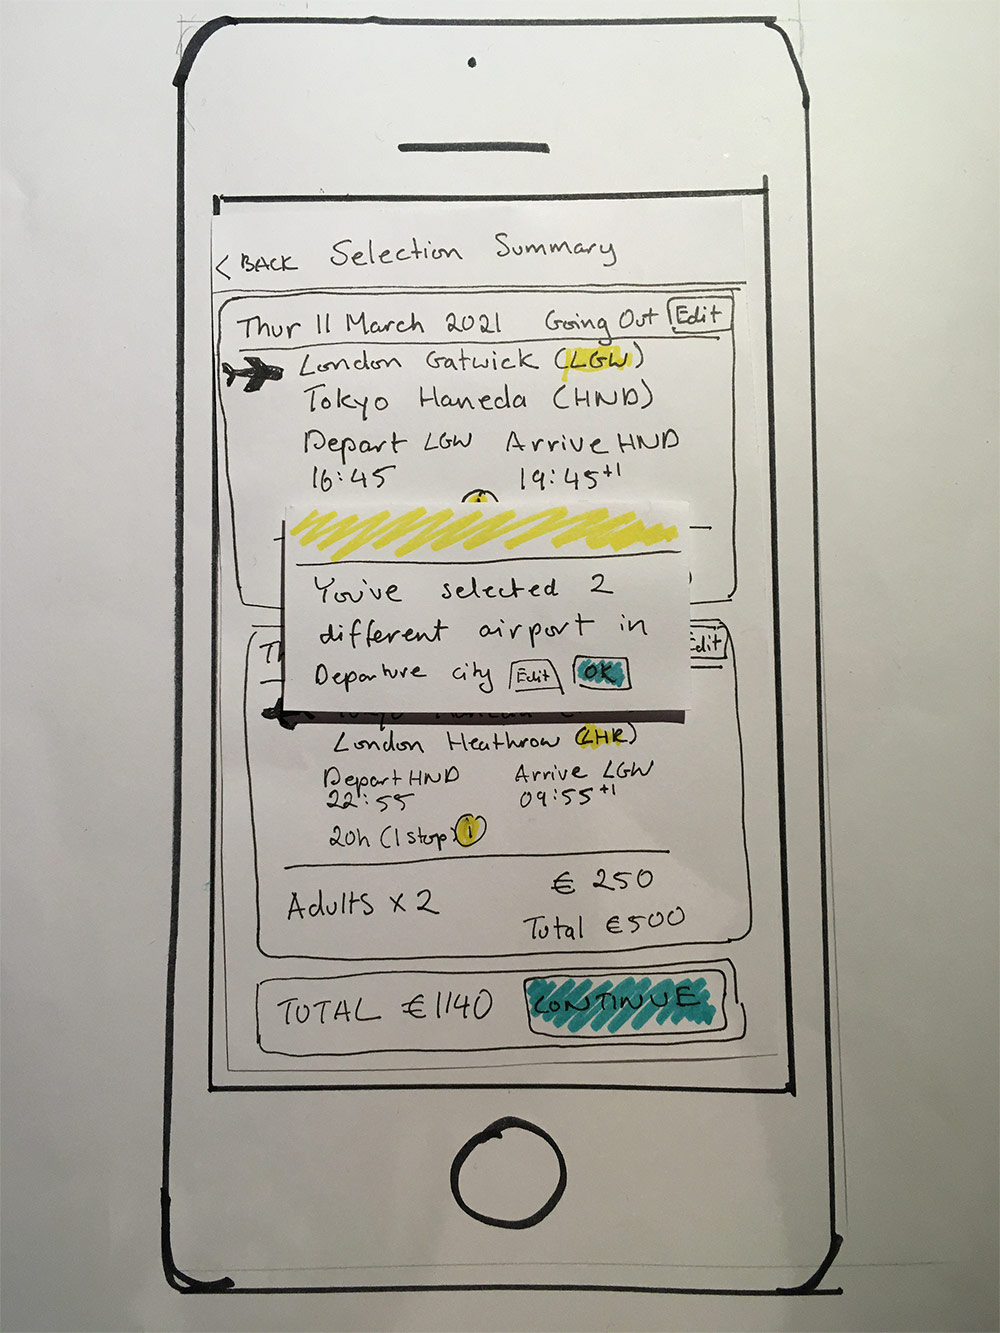 < BACK Selection Summary
Thur 11 March 2021 Going Out Edit
London Gatwick (LGW)
Tokyo Haneda (HND)
Depart LGW Arrive HND
16:45 19:45+1
You've selected 2
different airport in
Departure city Edit OK
Edit
London Heathrow (LHR)
Depart HND Arrive LGW
22:55 09:55+1
20h (1 stop) i
Adults x 2 € 250
Total €500
TOTAL €1140 CONTINUE